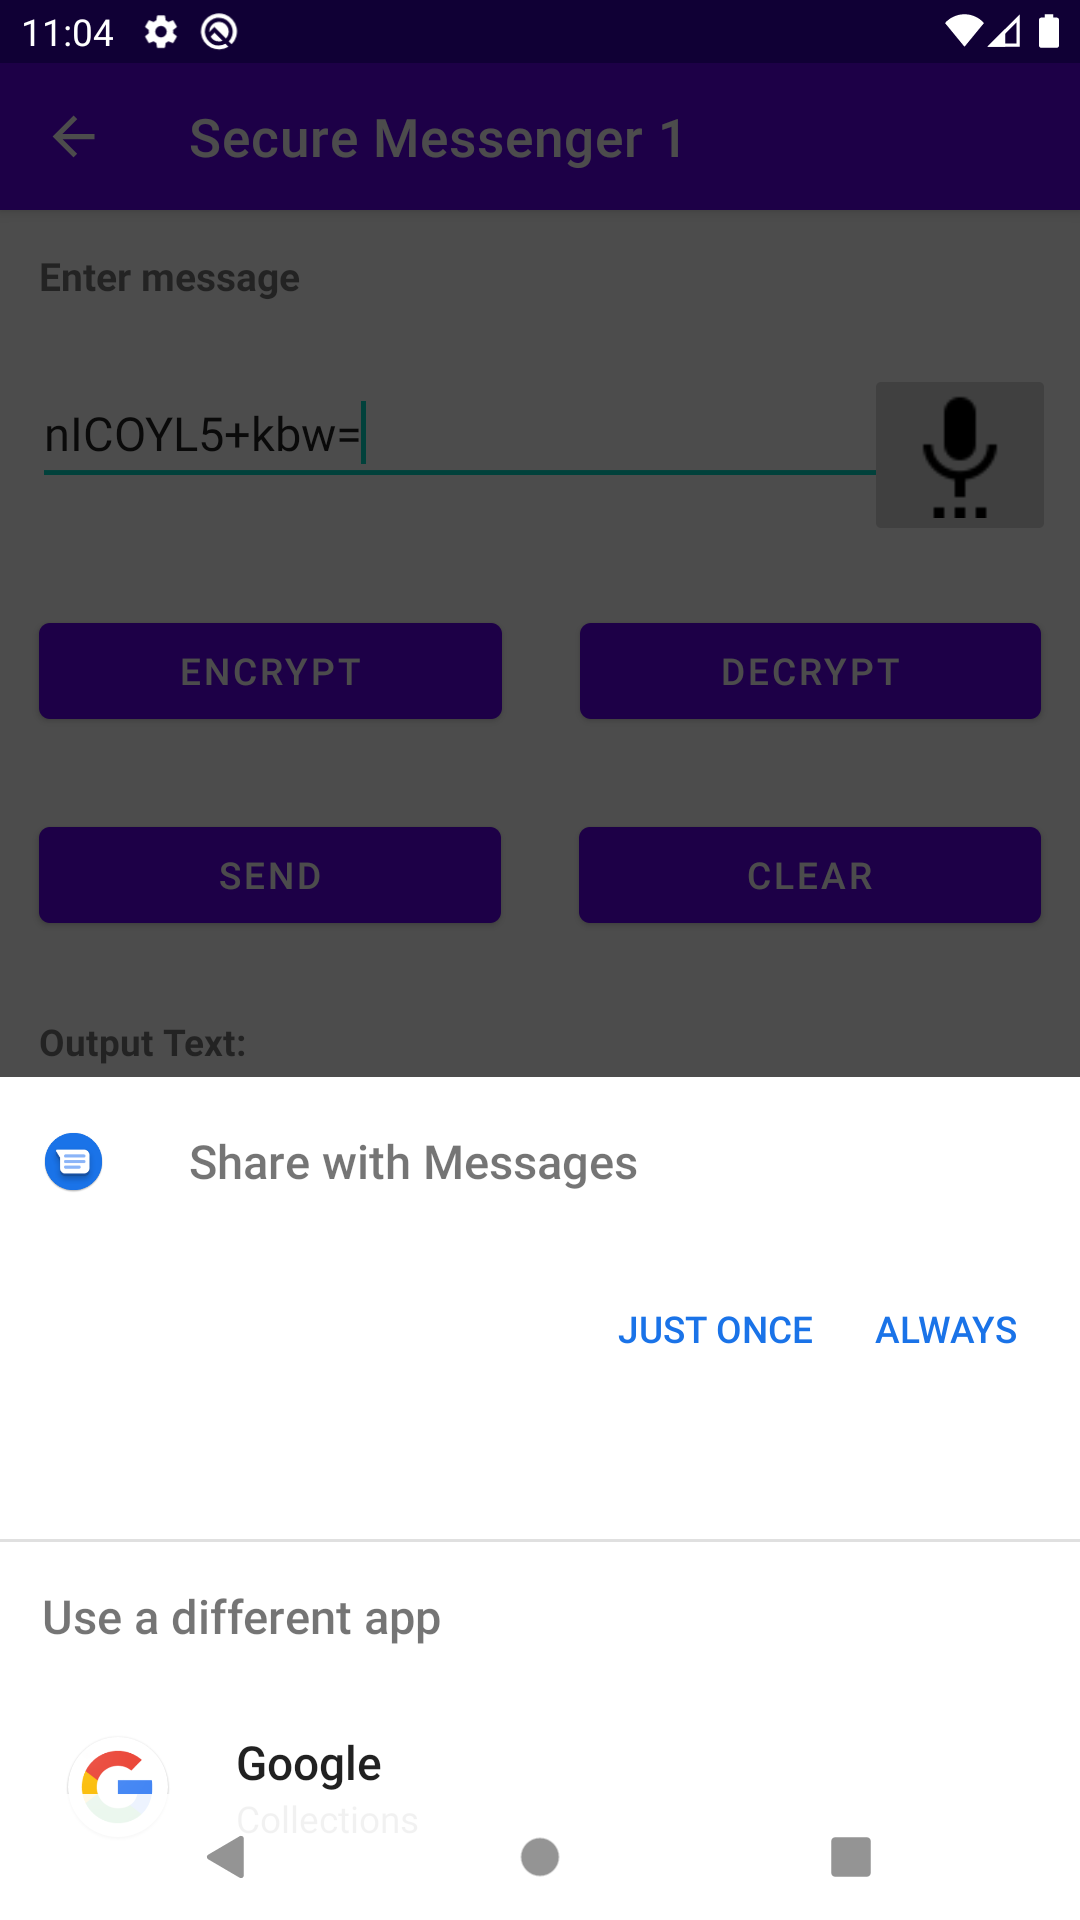 11:04
Secure Messenger 1
Enter message
nICOYL5+kbw=
ENCRYPT
DECRYPT
SEND
CLEAR
Output Text:
Share with Messages
JUST ONCE
ALWAYS
Use a different app
Google
Collections